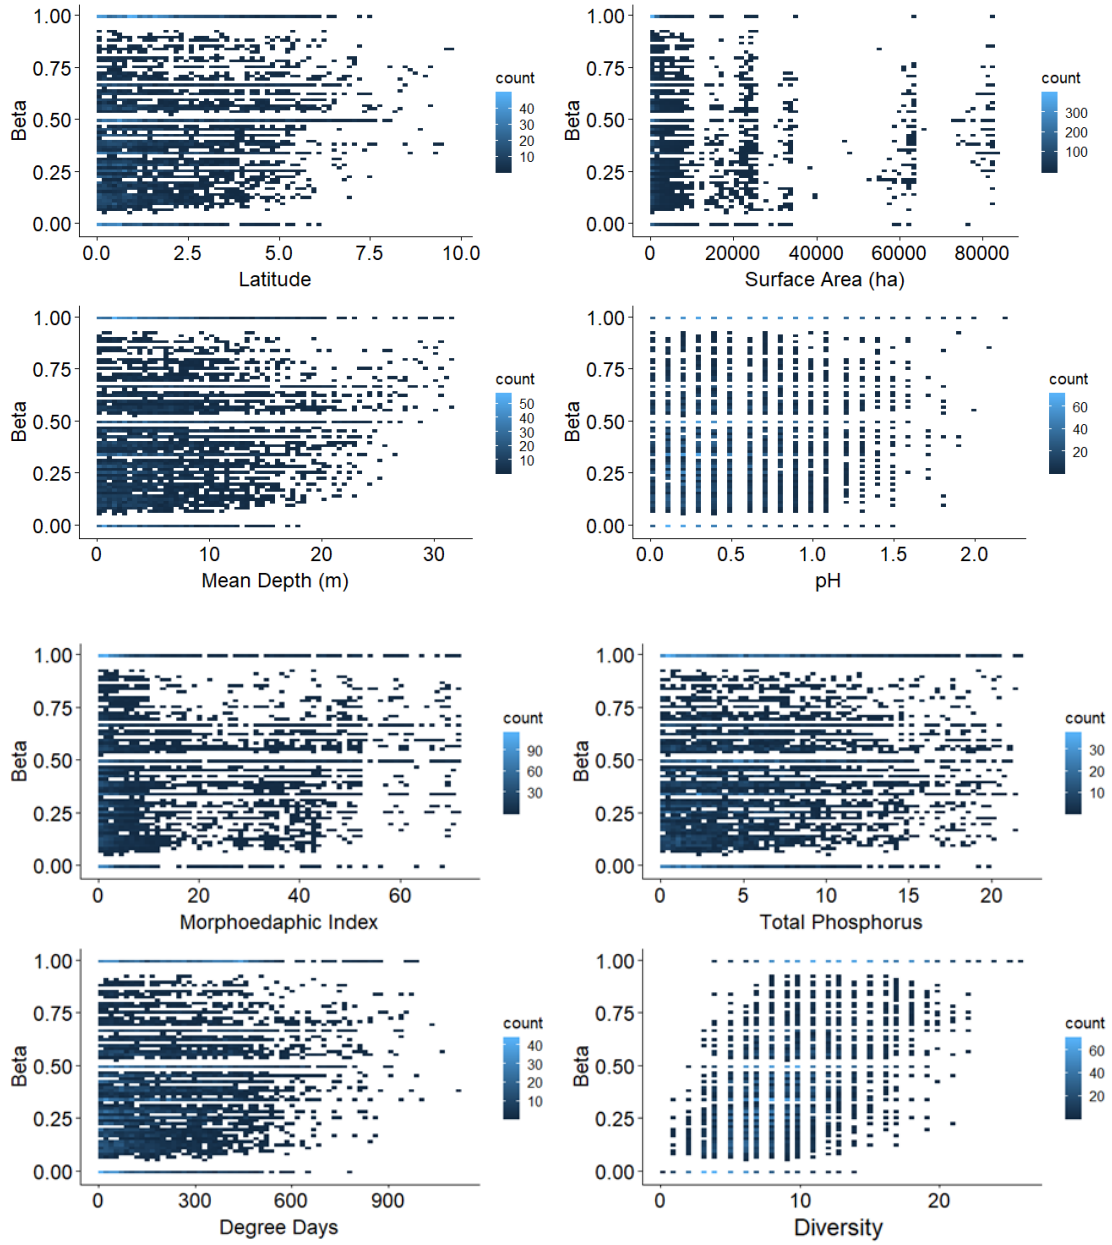 1.00
0.75
0.50
0.25
0.00
Beta
0.0 2.5 5.0 7.5 10.0
Latitude
count
40
30
20
10
1.00
0.75
0.50
0.25
0.00
Beta
0 20000 40000 60000 80000
Surface Area (ha)
count
300
200
100
1.00
0.75
0.50
0.25
0.00
Beta
0 10 20 30
Mean Depth (m)
count
50
40
30
20
10
1.00
0.75
0.50
0.25
0.00
Beta
0.0 0.5 1.0 1.5 2.0
pH
count
60
40
20
1.00
0.75
0.50
0.25
0.00
Beta
0 20 40 60
Morphoedaphic Index
count
90
60
30
1.00
0.75
0.50
0.25
0.00
Beta
0 5 10 15 20
Total Phosphorus
count
30
20
10
1.00
0.75
0.50
0.25
0.00
Beta
0 300 600 900
Degree Days
count
40
30
20
10
1.00
0.75
0.50
0.25
0.00
Beta
0 10 20
Diversity
count
60
40
20